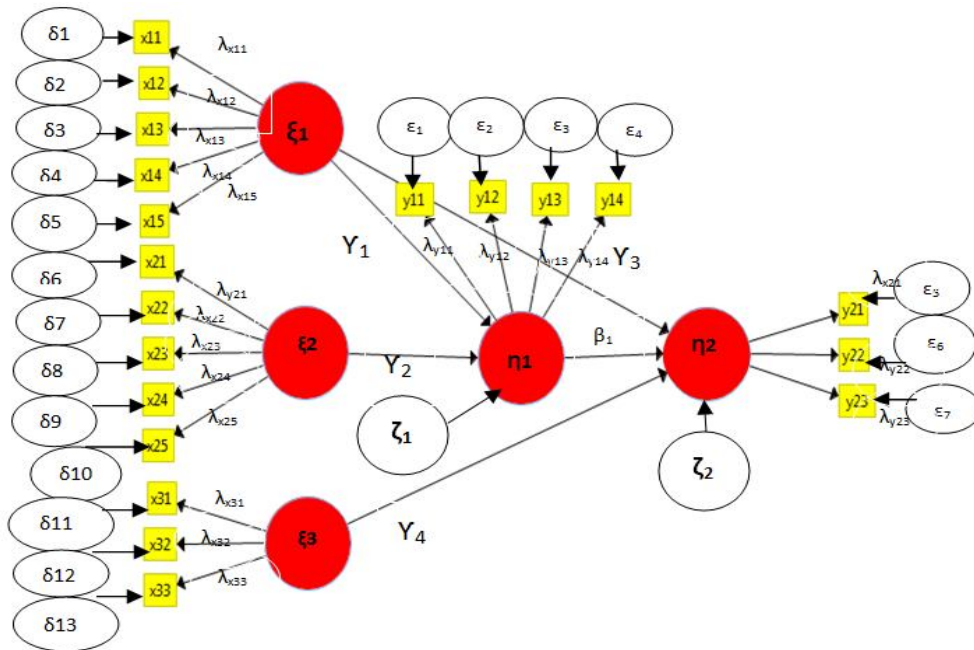 δ1
x11
λx11
δ2
x12
λx12
δ3
x13
λx13
ξ1
δ4
x14
λx14
δ5
x15
λx15
ε1
ε2
ε3
ε4
y11
y12
y13
y14
λy11
λy12
λy13
λy14
ϒ1
ϒ3
δ6
x21
λy21
δ7
x22
λx22
δ8
x23
λx23
ξ2
ϒ2
η1
β1
η2
δ9
x24
λx24
x25
λx25
ζ1
ζ2
λx21
y21
ε5
y22
λy22
ε6
y23
λy23
ε7
δ10
x31
λx31
δ11
x32
λx32
ξ3
ϒ4
δ12
x33
λx33
δ13